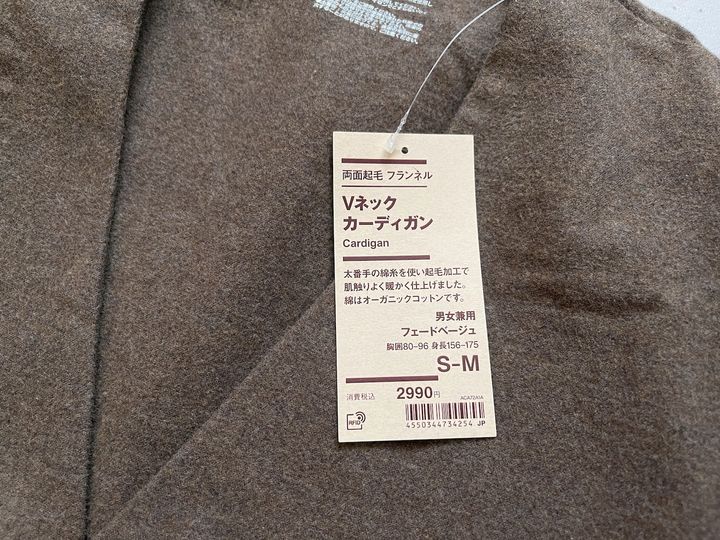 両面起毛 フランネル
Vネック
カーディガン
Cardigan
太番手の綿糸を使い起毛加工で
肌触りよく暖かく仕上げました。
綿はオーガニックコットンです。
男女兼用
フェードベージュ
胸囲80-96 身長156-175
S-M
消費税込 2990円
ACA72A1A
RFID
4550344734254 JP